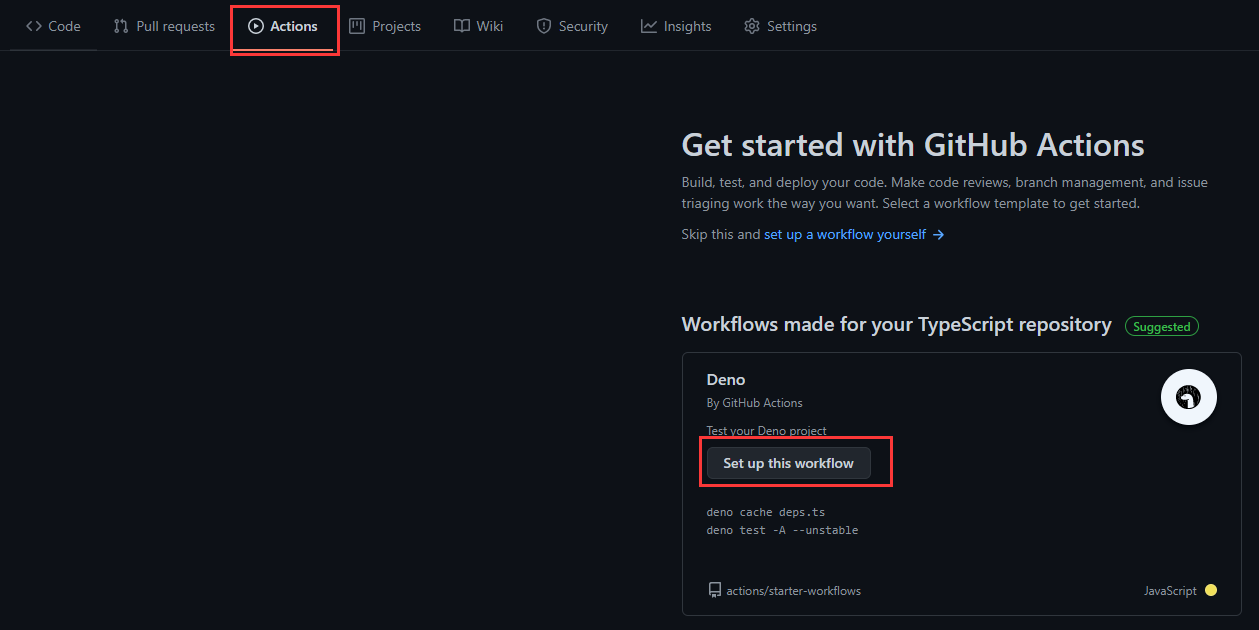 Code Pull requests Actions Projects Wiki Security Insights Settings
Get started with GitHub Actions
Build, test, and deploy your code. Make code reviews, branch management, and issue
triaging work the way you want. Select a workflow template to get started.
Skip this and set up a workflow yourself →
Workflows made for your TypeScript repository Suggested
Deno
By GitHub Actions
Test your Deno project
Set up this workflow
deno cache deps.ts
deno test -A --unstable
actions/starter-workflows JavaScript